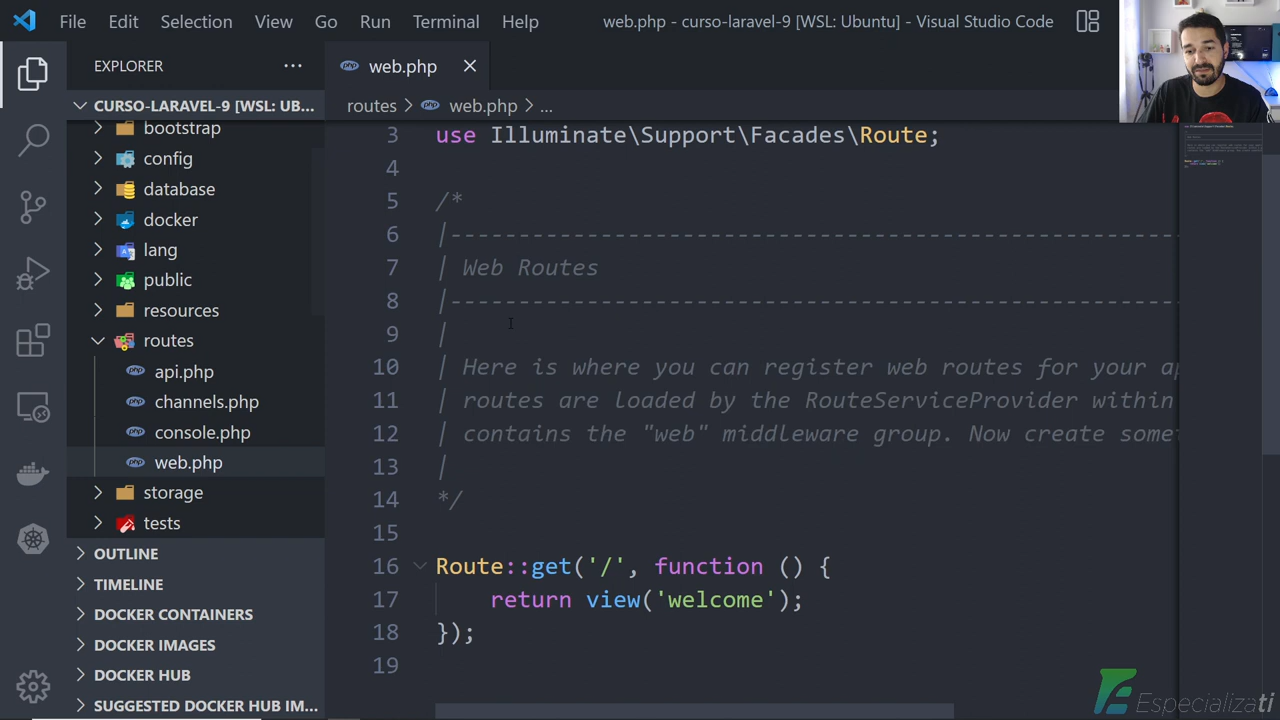 File Edit Selection View Go Run Terminal Help web.php - curso-laravel-9 [WSL: Ubuntu] - Visual Studio Code
EXPLORER ...
CURSO-LARAVEL-9 [WSL: UB...
bootstrap
config
database
docker
lang
public
resources
routes
api.php
channels.php
console.php
web.php
storage
tests
OUTLINE
TIMELINE
DOCKER CONTAINERS
DOCKER IMAGES
DOCKER HUB
SUGGESTED DOCKER HUB IM...
web.php
routes > web.php > ...
3 use Illuminate\Support\Facades\Route;
4
5 /*
6 |--------------------------------------------------------
7 | Web Routes
8 |--------------------------------------------------------
9 |
10 | Here is where you can register web routes for your
11 | routes are loaded by the RouteServiceProvider within
12 | contains the "web" middleware group. Now create
13 |
14 */
15
16 Route::get('/', function () {
17 return view('welcome');
18 });
19
Especializati